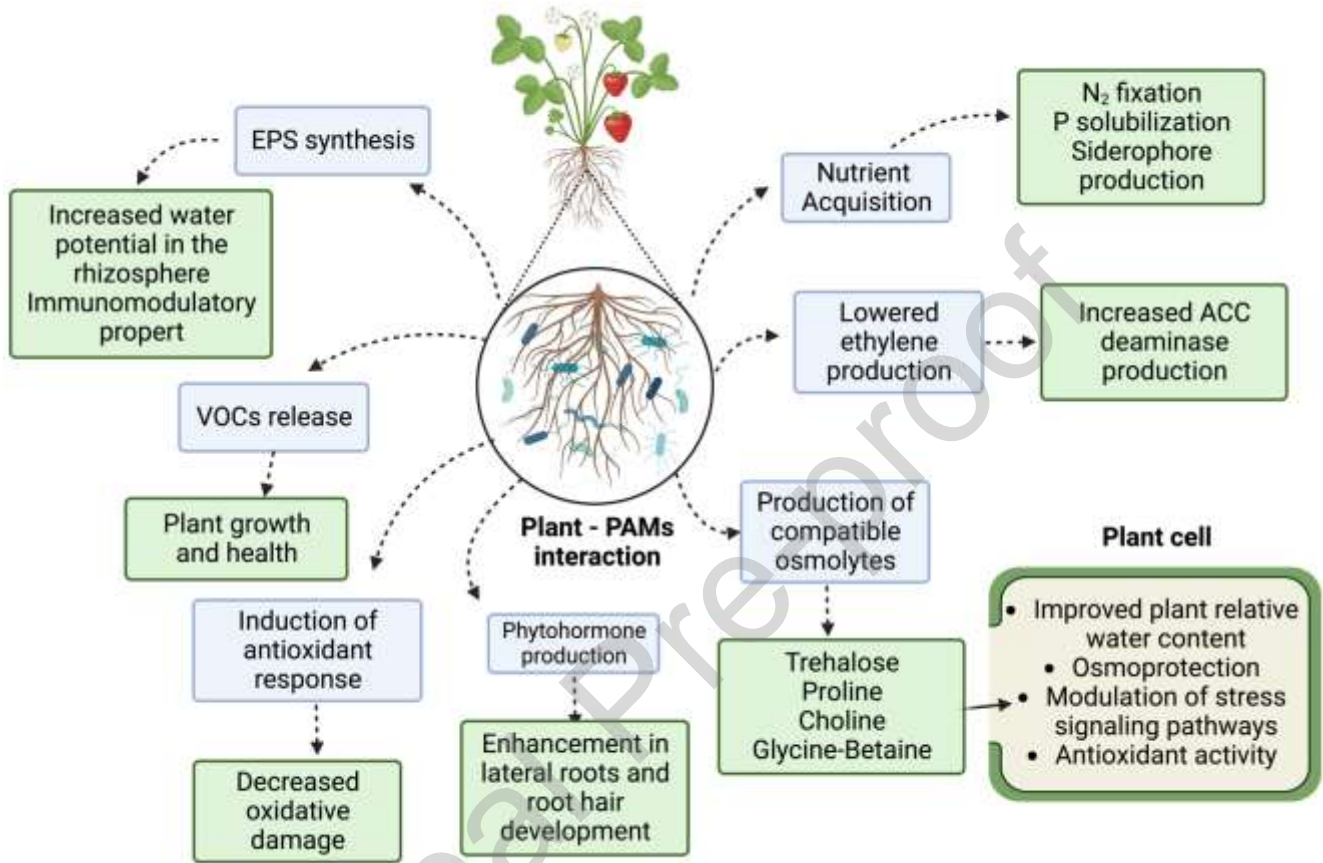 EPS synthesis
Increased water
potential in the
rhizosphere
Immunomodulatory
propert
VOCs release
Plant growth
and health
Induction of
antioxidant
response
Decreased
oxidative
damage
Plant - PAMs
interaction
Phytohormone
production
Enhancement in
lateral roots and
root hair
development
Nutrient
Acquisition
N₂ fixation
P solubilization
Siderophore
production
Lowered
ethylene
production
Increased ACC
deaminase
production
Production of
compatible
osmolytes
Trehalose
Proline
Choline
Glycine-Betaine
Plant cell
• Improved plant relative
water content
• Osmoprotection
• Modulation of stress
signaling pathways
• Antioxidant activity
al Pre-proof